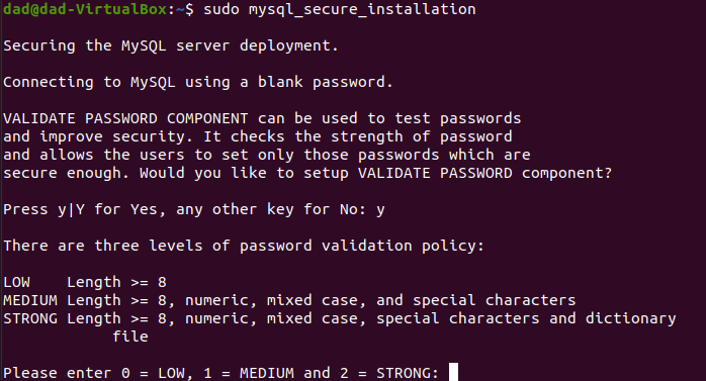 dad@dad-VirtualBox:~$ sudo mysql_secure_installation
Securing the MySQL server deployment.
Connecting to MySQL using a blank password.
VALIDATE PASSWORD COMPONENT can be used to test passwords
and improve security. It checks the strength of password
and allows the users to set only those passwords which are
secure enough. Would you like to setup VALIDATE PASSWORD component?
Press y|Y for Yes, any other key for No: y
There are three levels of password validation policy:
LOW    Length >= 8
MEDIUM Length >= 8, numeric, mixed case, and special characters
STRONG Length >= 8, numeric, mixed case, special characters and dictionary
file
Please enter 0 = LOW, 1 = MEDIUM and 2 = STRONG: